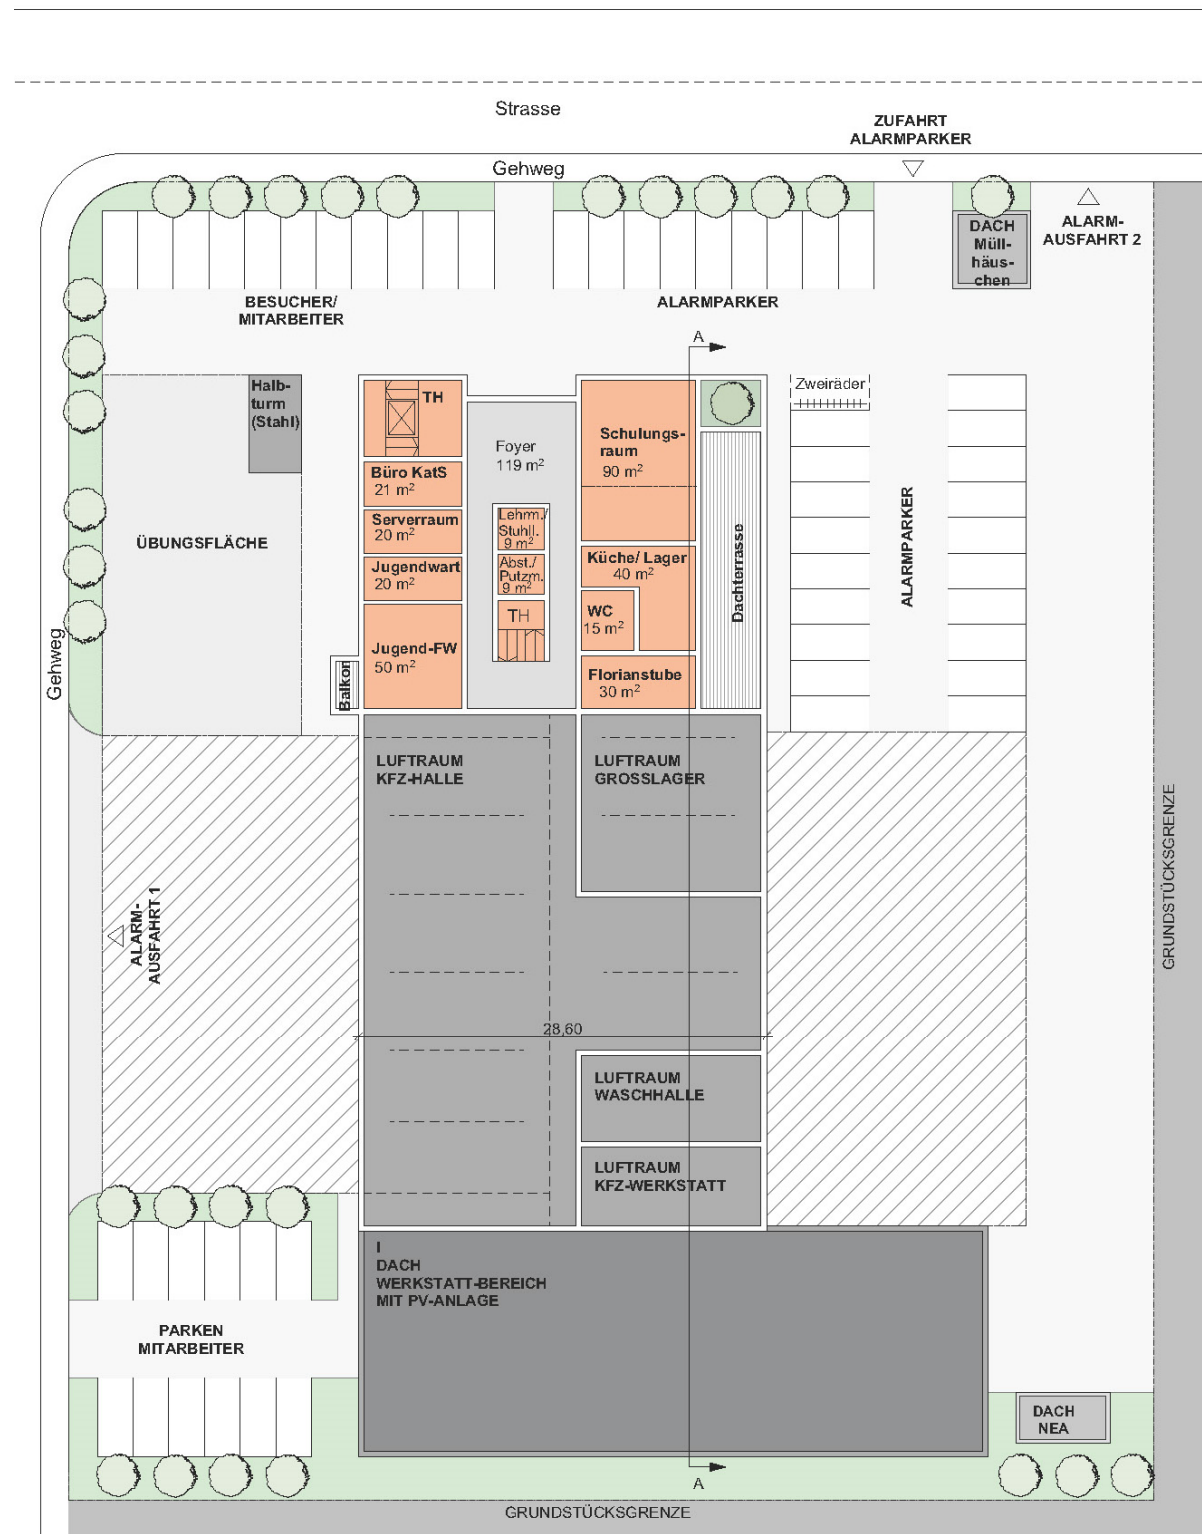 Strasse
ZUFAHRT
ALARMPARKER
Gehweg
DACH
Müll-
häus-
chen
ALARM-
AUSFAHRT 2
BESUCHER/
MITARBEITER
ALARMPARKER
A
Halb-
turm
(Stahl)
TH
Foyer
119 m²
Schulungs-
raum
90 m²
Zweiräder
Büro KatS
21 m²
Serverraum
20 m²
Jugendwart
20 m²
Jugend-FW
50 m²
Lehrm./
Stuhll.
9 m²
Abst./
Putzm.
9 m²
TH
Küche/ Lager
40 m²
WC
15 m²
Florianstube
30 m²
Dachterrasse
ALARMPARKER
ÜBUNGSFLÄCHE
Gehweg
Balkon
LUFTRAUM
KFZ-HALLE
LUFTRAUM
GROSSLAGER
GRUNDSTÜCKSGRENZE
ALARM-
AUSFAHRT 1
28,60
LUFTRAUM
WASCHHALLE
LUFTRAUM
KFZ-WERKSTATT
I
DACH
WERKSTATT-BEREICH
MIT PV-ANLAGE
PARKEN
MITARBEITER
DACH
NEA
A
GRUNDSTÜCKSGRENZE